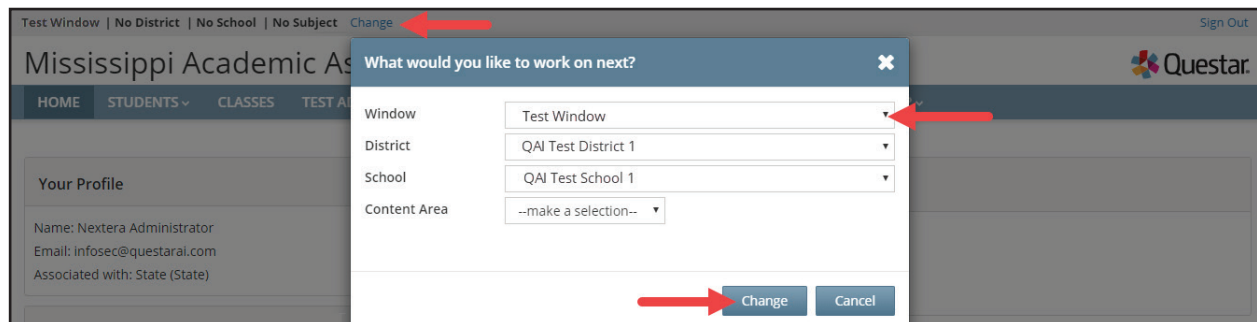 Test Window | No District | No School | No Subject Change
Sign Out
Mississippi Academic As
Questar
HOME STUDENTS CLASSES TEST AD
What would you like to work on next?
Window Test Window
District QAI Test District 1
School QAI Test School 1
Content Area --make a selection--
Change Cancel
Your Profile
Name: Nextera Administrator
Email: infosec@questarai.com
Associated with: State (State)